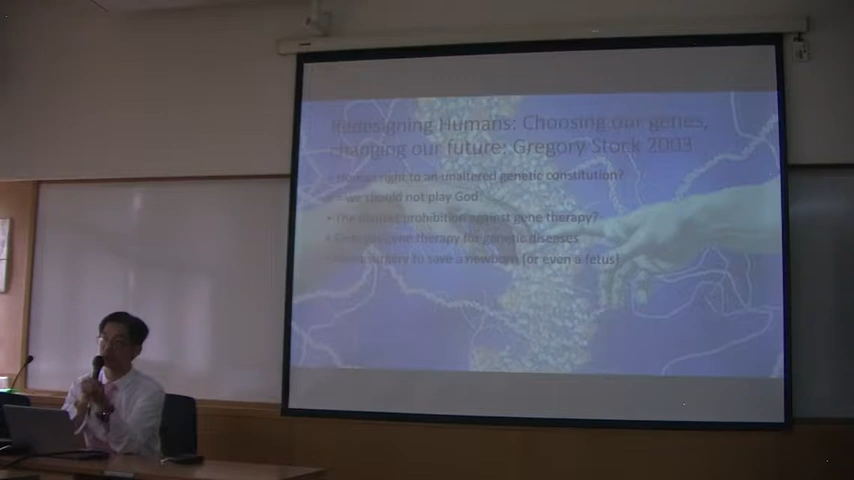 Redesigning Humans: Choosing our genes,
changing our future: Gregory Stock 2003
right to an unaltered genetic constitution?
= we should not play God
• The prohibition against gene therapy?
• gene therapy for genetic diseases
surgery to save a newborn (or even a fetus)